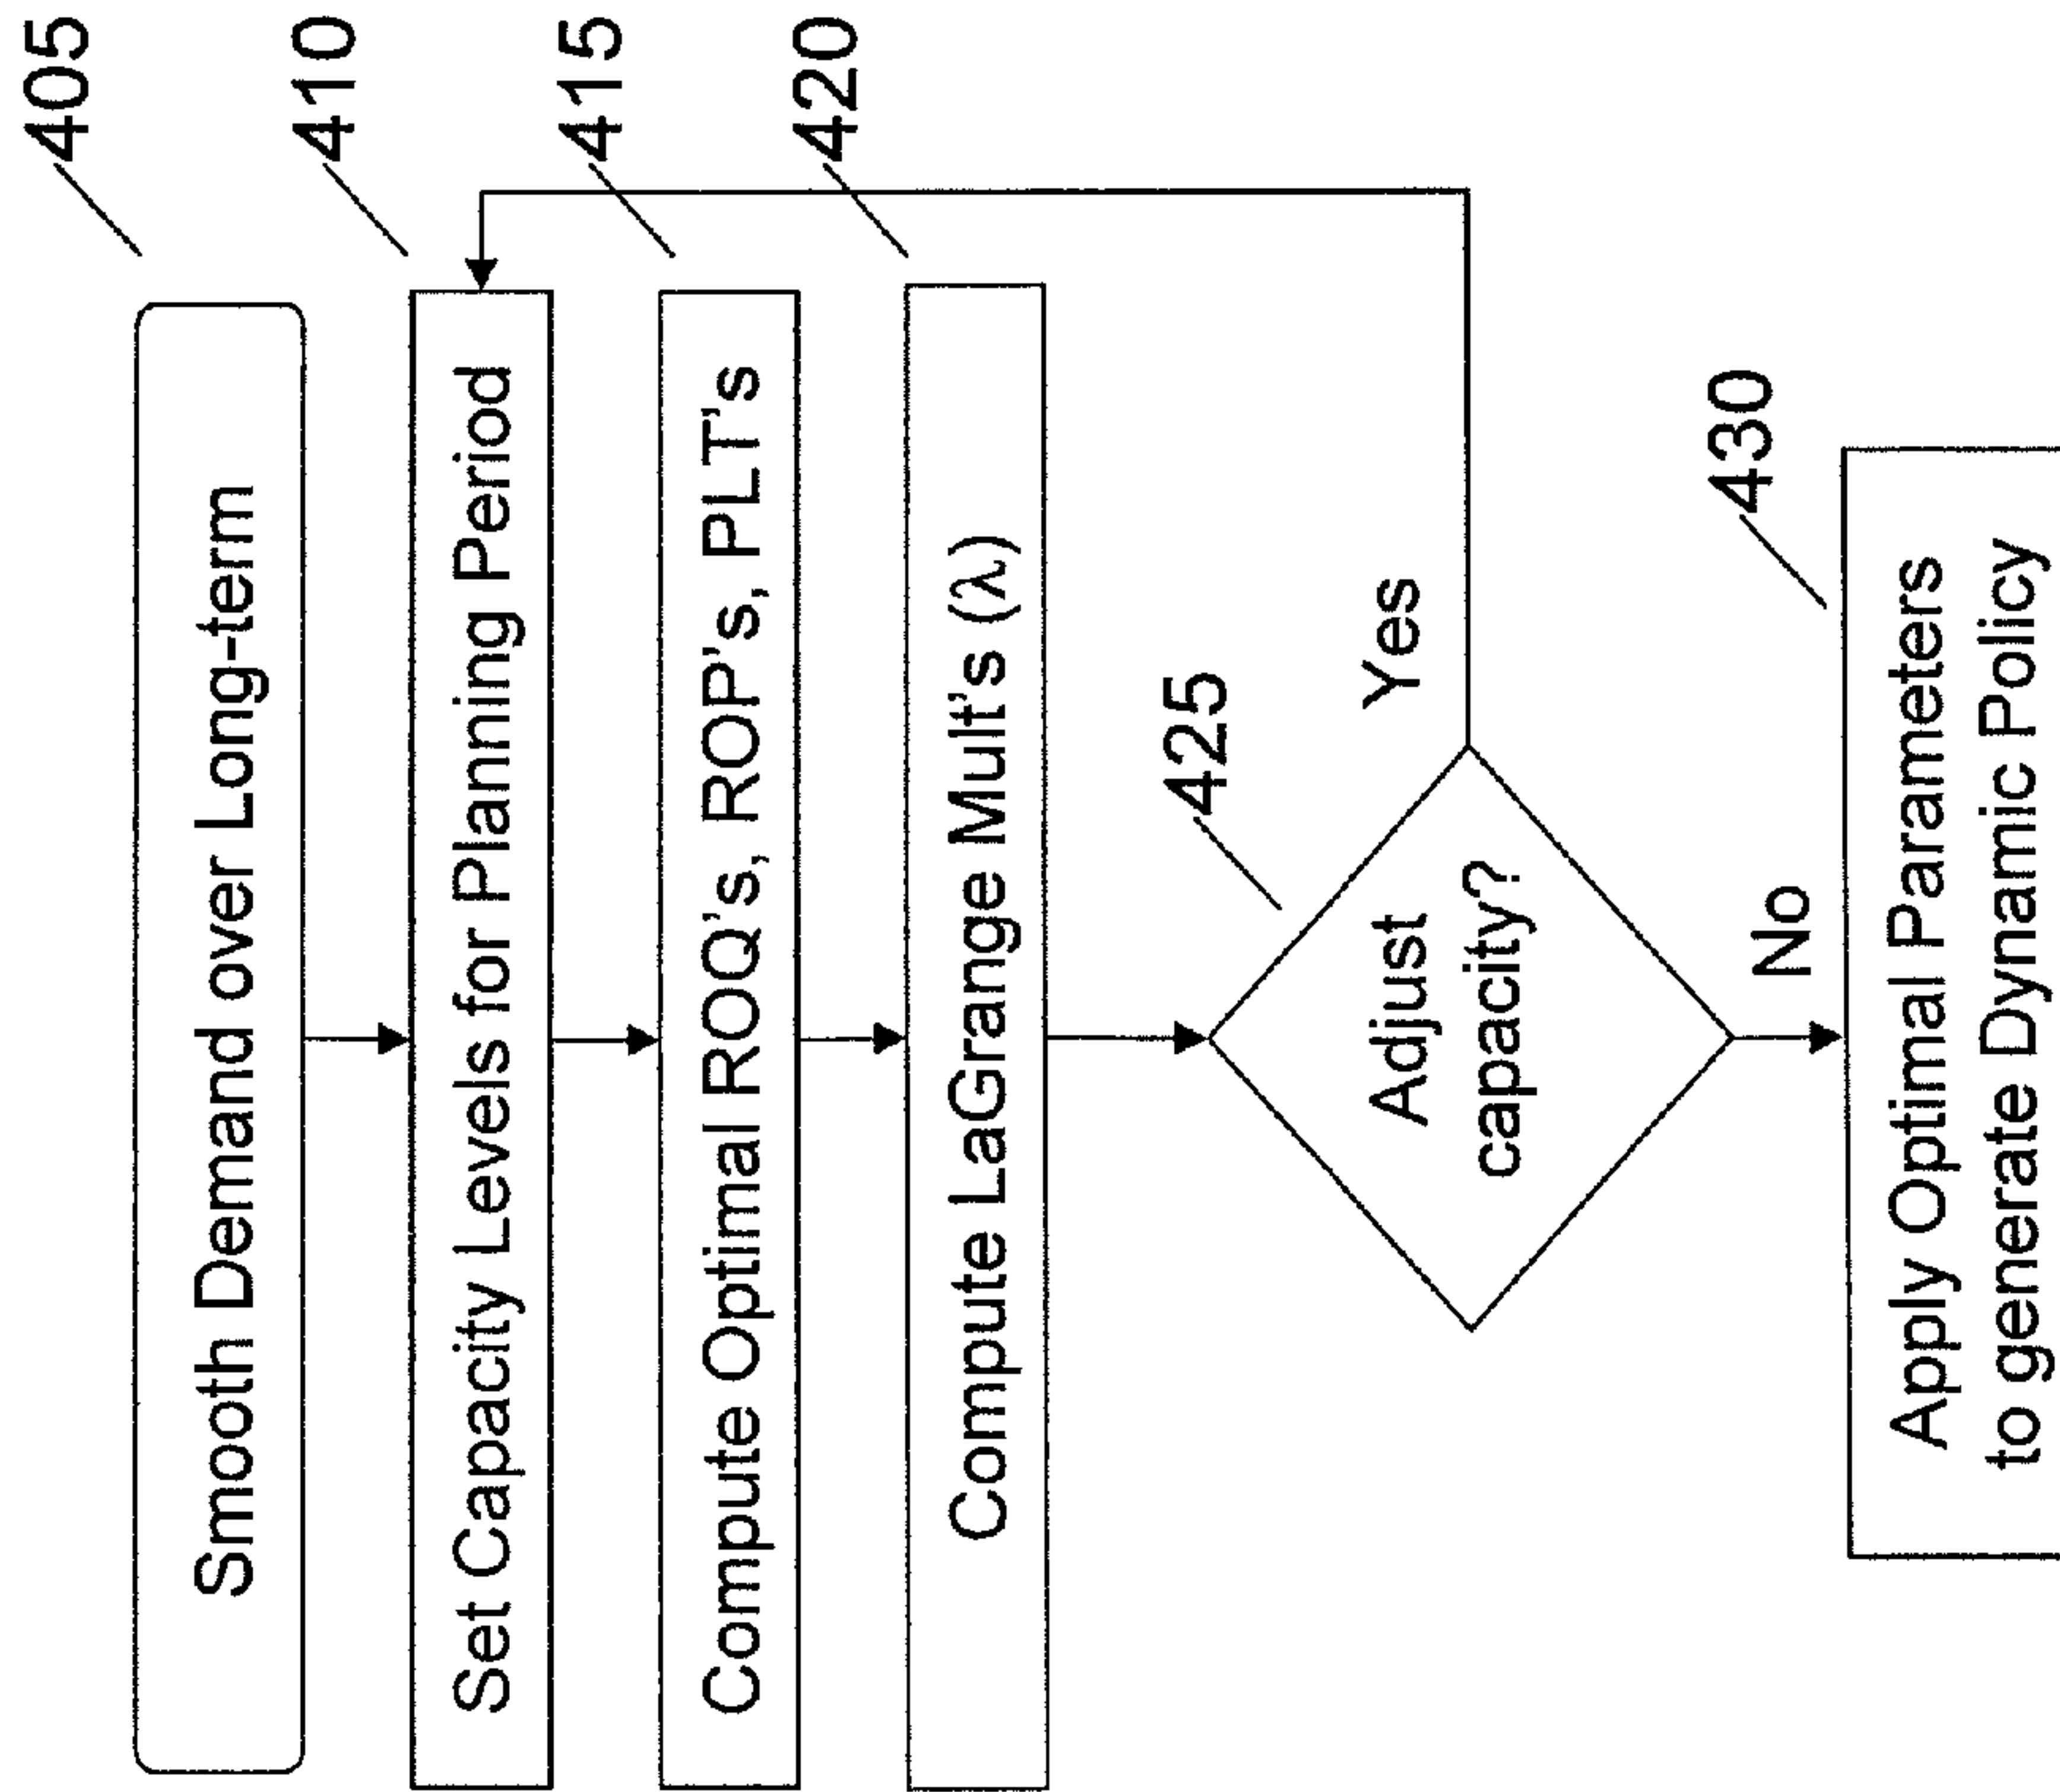 405
Smooth Demand over Long-term
410
Set Capacity Levels for Planning Period
415
Compute Optimal ROQ's, ROP's, PLT's
420
Compute LaGrange Mult's (λ)
425
Adjust
capacity?
Yes
No
430
Apply Optimal Parameters
to generate Dynamic Policy